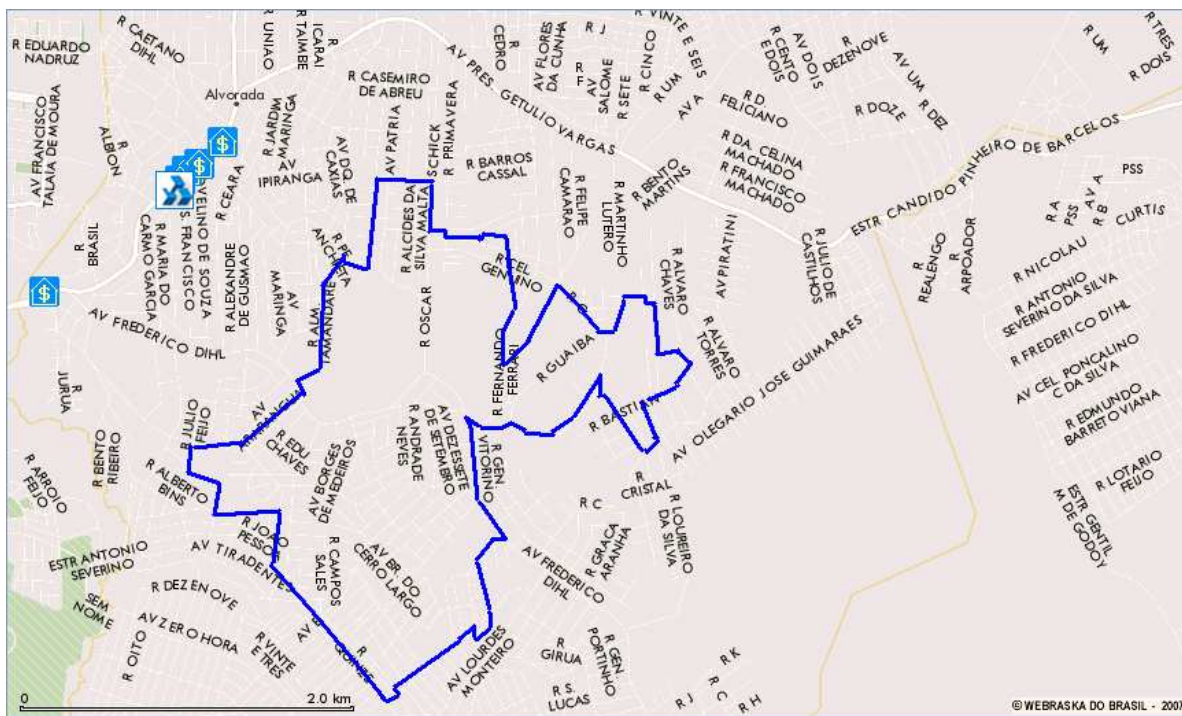 R EDUARDO
NADRUZ
R CAETANO
DIHL
R UNIAO
R TAIMBE
R
ICARAI
R
CEDRO
AV FLORES
DA CUNHA
R J
R VINTE E SEIS
R CINCO
R
F
AV
SALOME
R SETE
R UM
AV A
R CENTO
E DOIS
AV DOIS
R
DEZENOVE
AV UM
R DEZ
R DOZE
R UM
R TRES
R DOIS
AV PRES. GETULIO VARGAS
R CASEMIRO
DE ABREU
Alvorada
AV FRANCISCO
TALAIA DE MOURA
R
ALBION
R JARDIM
MARINGA
AV
IPIRANGA
AV DQ. DE
CAXIAS
AV PATRIA
SCHICK
R PRIMAVERA
R BARROS
CASSAL
R D
FELICIANO
R DA. CELINA
MACHADO
R FRANCISCO
MACHADO
R BENTO
MARTINS
ESTR CANDIDO PINHEIRO DE BARCELOS
PSS
R A
PSS
AV A
R B
CURTIS
R CEARA
AVELINO DE SOUZA
S. FRANCISCO
R MARIA DO
CARMO GARCIA
R
BRASIL
R ALEXANDRE
DE GUSMAO
R ALCIDES DA
SILVA MALTA
R FELIPE
CAMARAO
R MARTINHO
LUTERO
AV PIRATINI
R JULIO DE
CASTILHOS
R
REALENGO
R
ARPOADOR
R NICOLAU
R ANTONIO
SEVERINO DA SILVA
R FREDERICO DIHL
R PE.
ANCHIETA
R CEL.
GENUINO
R ALVARO
CHAVES
AV
MARINGA
R ALM.
TAMANDARE
R OSCAR
AV FREDERICO DIHL
R FERNANDO
FERRARI
R GUAIBA
R ALVARO
TORRES
AV OLEGARIO JOSE GUIMARAES
AV CEL PONCALINO
C DA SILVA
R EDMUNDO
BARRETO VIANA
R LOTARIO
FEIJO
ESTR GENTIL
M DE GODOY
R
JURUA
R JULIO
FEIJO
AV
R EDU
CHAVES
R ANDRADE
NEVES
AV DEZESSETE
DE SETEMBRO
R GEN.
VITORINO
R BENTO
RIBEIRO
R ARROIO
FEIJO
R ALBERTO
BINS
AV BORGES
DE MEDEIROS
R
CRISTAL
R C
R LOUREIRO
DA SILVA
R GRACA
ARANHA
AV FREDERICO
DIHL
R JOAO
PESSOA
ESTR ANTONIO
SEVERINO
AV TIRADENTES
R CAMPOS
SALES
AV BR. DO
CERRO LARGO
SEM
NOME
R DEZENOVE
AV ZERO HORA
R OITO
R VINTE
E TRES
R
QUINZE
AV LOURDES
MONTEIRO
R
GIRUA
R GEN.
PORTINHO
R S.
LUCAS
R J
R C
R K
R H
0 2.0 km
© WEBRASKA DO BRASIL - 2007